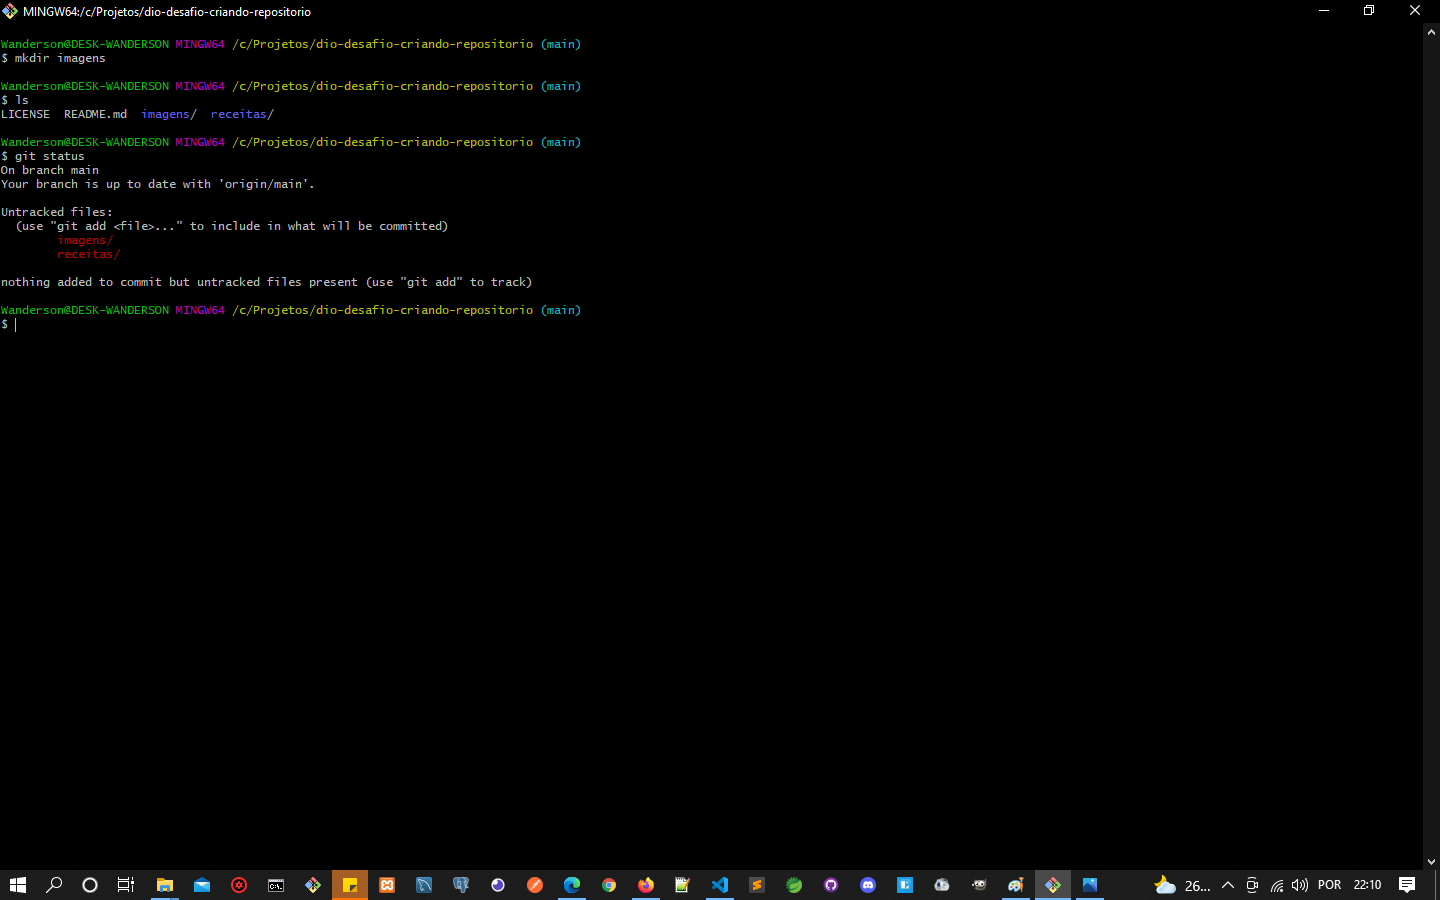 MINGW64:/c/Projetos/dio-desafio-criando-repositorio
Wanderson@DESK-WANDERSON MINGW64 /c/Projetos/dio-desafio-criando-repositorio (main)
$ mkdir imagens
Wanderson@DESK-WANDERSON MINGW64 /c/Projetos/dio-desafio-criando-repositorio (main)
$ ls
LICENSE  README.md  imagens/  receitas/
Wanderson@DESK-WANDERSON MINGW64 /c/Projetos/dio-desafio-criando-repositorio (main)
$ git status
On branch main
Your branch is up to date with 'origin/main'.
Untracked files:
  (use "git add <file>..." to include in what will be committed)
        imagens/
        receitas/
nothing added to commit but untracked files present (use "git add" to track)
Wanderson@DESK-WANDERSON MINGW64 /c/Projetos/dio-desafio-criando-repositorio (main)
$
26... POR 22:10